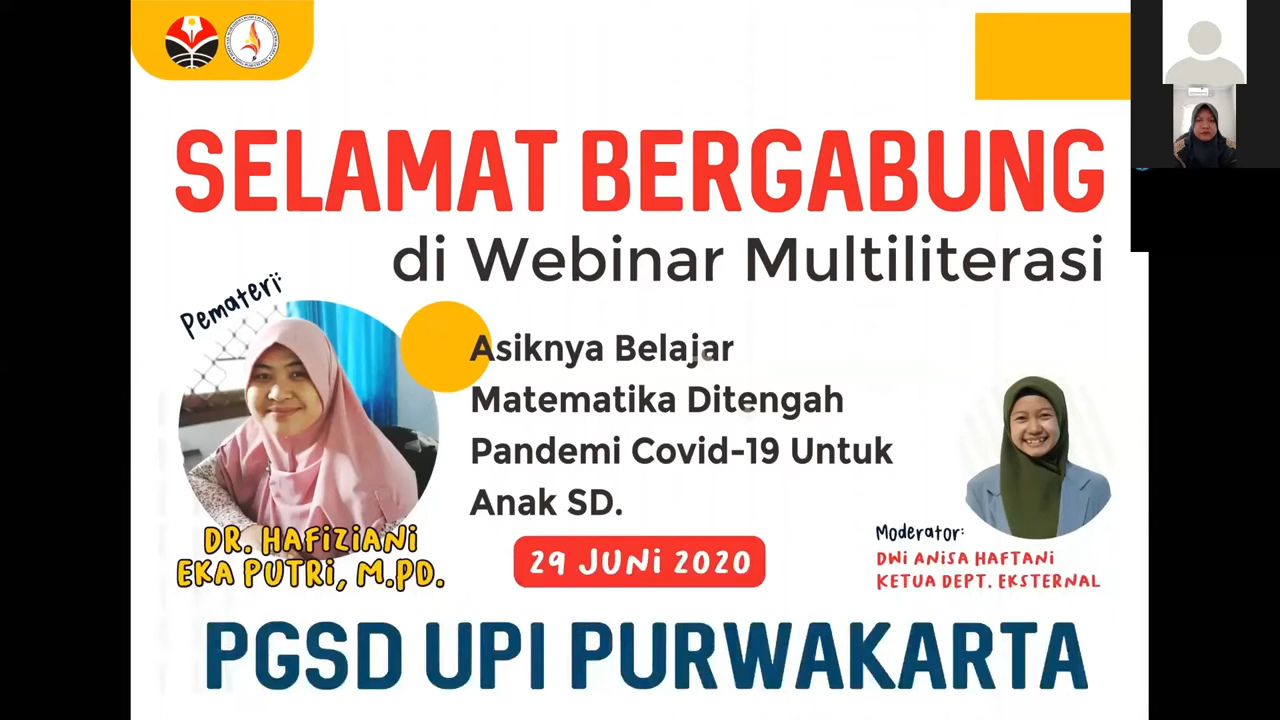 SELAMAT BERGABUNG
di Webinar Multiliterasi
Pemateri:
Asiknya Belajar
Matematika Ditengah
Pandemi Covid-19 Untuk
Anak SD.
DR. HAFIZIANI
EKA PUTRI, M.PD.
29 JUNI 2020
Moderator:
DWI ANISA HAFTANI
KETUA DEPT. EKSTERNAL
PGSD UPI PURWAKARTA